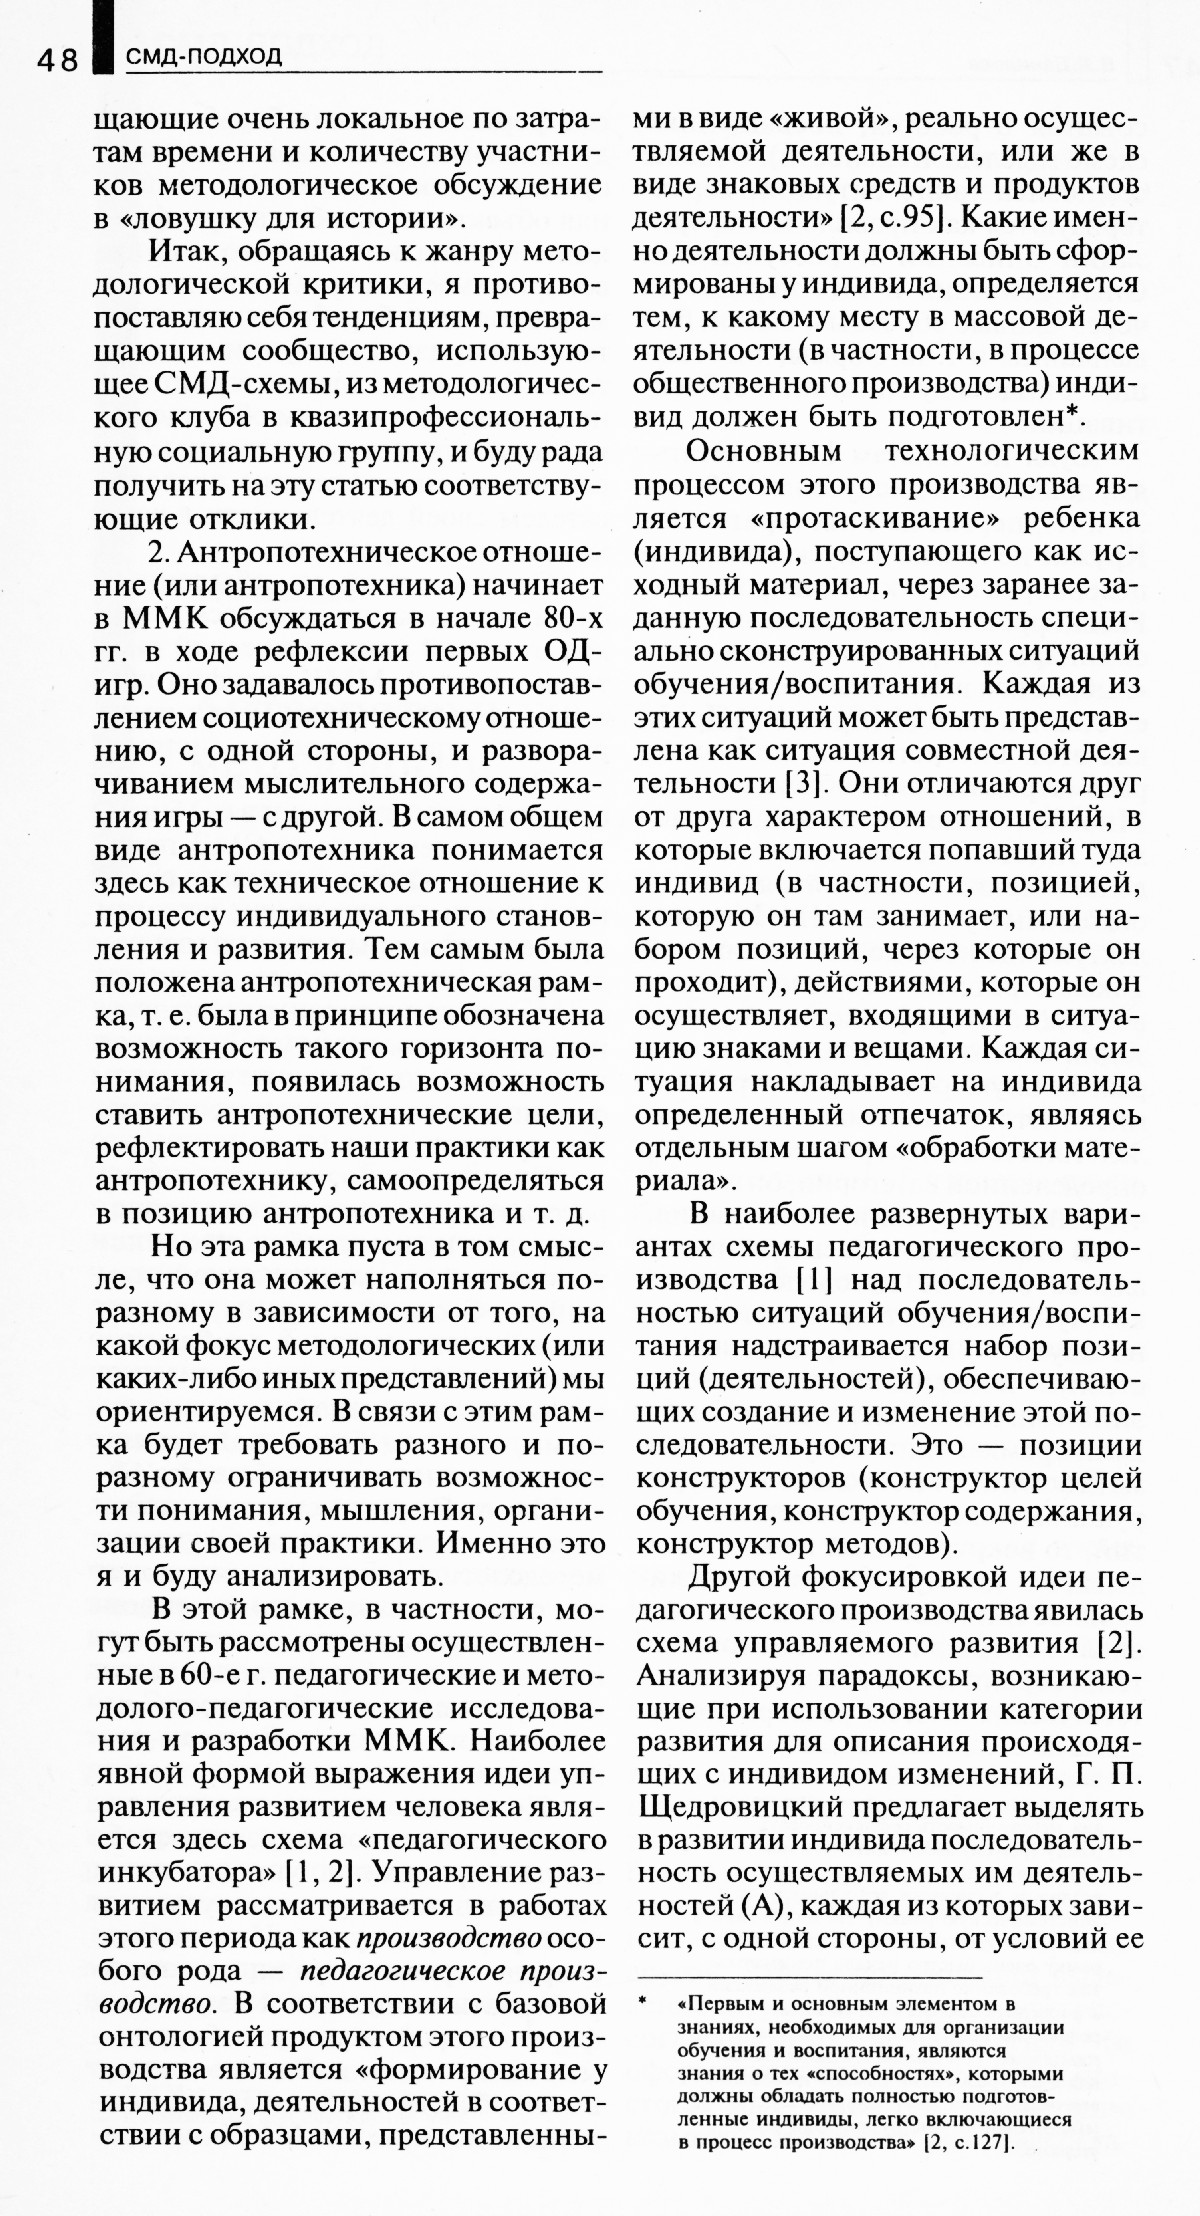 48
СМД-ПОДХОД
щающие очень локальное по затра-
там времени и количеству участни-
ков методологическое обсуждение
в «ловушку для истории».
Итак, обращаясь к жанру мето-
дологической критики, я противо-
поставляю себя тенденциям, превра-
щающим сообщество, использую-
щее СМД-схемы, из методологичес-
кого клуба в квазипрофессиональ-
ную социальную группу, и буду рада
получить на эту статью соответству-
ющие отклики.
2. Антропотехническое отноше-
ние (или антропотехника) начинает
в ММК обсуждаться в начале 80-х
гг. в ходе рефлексии первых ОД-
игр. Оно задавалось противопостав-
лением социотехническому отноше-
нию, с одной стороны, и развора-
чиванием мыслительного содержа-
ния игры — с другой. В самом общем
виде антропотехника понимается
здесь как техническое отношение к
процессу индивидуального станов-
ления и развития. Тем самым была
положена антропотехническая рам-
ка, т. е. была в принципе обозначена
возможность такого горизонта по-
нимания, появилась возможность
ставить антропотехнические цели,
рефлектировать наши практики как
антропотехнику, самоопределяться
в позицию антропотехника и т. д.
Но эта рамка пуста в том смыс-
ле, что она может наполняться по-
разному в зависимости от того, на
какой фокус методологических (или
каких-либо иных представлений) мы
ориентируемся. В связи с этим рам-
ка будет требовать разного и по-
разному ограничивать возможнос-
ти понимания, мышления, органи-
зации своей практики. Именно это
я и буду анализировать.
В этой рамке, в частности, мо-
гут быть рассмотрены осуществлен-
ные в 60-е г. педагогические и мето-
долого-педагогические исследова-
ния и разработки ММК. Наиболее
явной формой выражения идеи уп-
равления развитием человека явля-
ется здесь схема «педагогического
инкубатора» [1, 2]. Управление раз-
витием рассматривается в работах
этого периода как производство осо-
бого рода — педагогическое произ-
водство. В соответствии с базовой
онтологией продуктом этого произ-
водства является «формирование у
индивида, деятельностей в соответ-
ствии с образцами, представленны-
ми в виде «живой», реально осущес-
твляемой деятельности, или же в
виде знаковых средств и продуктов
деятельности» [2, с.95]. Какие имен-
но деятельности должны быть сфор-
мированы у индивида, определяется
тем, к какому месту в массовой де-
ятельности (в частности, в процессе
общественного производства) инди-
вид должен быть подготовлен*.
Основным технологическим
процессом этого производства яв-
ляется «протаскивание» ребенка
(индивида), поступающего как ис-
ходный материал, через заранее за-
данную последовательность специ-
ально сконструированных ситуаций
обучения/воспитания. Каждая из
этих ситуаций может быть представ-
лена как ситуация совместной дея-
тельности [3]. Они отличаются друг
от друга характером отношений, в
которые включается попавший туда
индивид (в частности, позицией,
которую он там занимает, или на-
бором позиций, через которые он
проходит), действиями, которые он
осуществляет, входящими в ситуа-
цию знаками и вещами. Каждая си-
туация накладывает на индивида
определенный отпечаток, являясь
отдельным шагом «обработки мате-
риала».
В наиболее развернутых вари-
антах схемы педагогического про-
изводства [1] над последователь-
ностью ситуаций обучения/воспи-
тания надстраивается набор пози-
ций (деятельностей), обеспечиваю-
щих создание и изменение этой по-
следовательности. Это — позиции
конструкторов (конструктор целей
обучения, конструктор содержания,
конструктор методов).
Другой фокусировкой идеи пе-
дагогического производства явилась
схема управляемого развития [2].
Анализируя парадоксы, возникаю-
щие при использовании категории
развития для описания происходя-
щих с индивидом изменений, Г. П.
Щедровицкий предлагает выделять
в развитии индивида последователь-
ность осуществляемых им деятель-
ностей (А), каждая из которых зави-
сит, с одной стороны, от условий ее
* «Первым и основным элементом в
знаниях, необходимых для организации
обучения и воспитания, являются
знания о тех «способностях», которыми
должны обладать полностью подготов-
ленные индивиды, легко включающиеся
в процесс производства» [2, с.127].